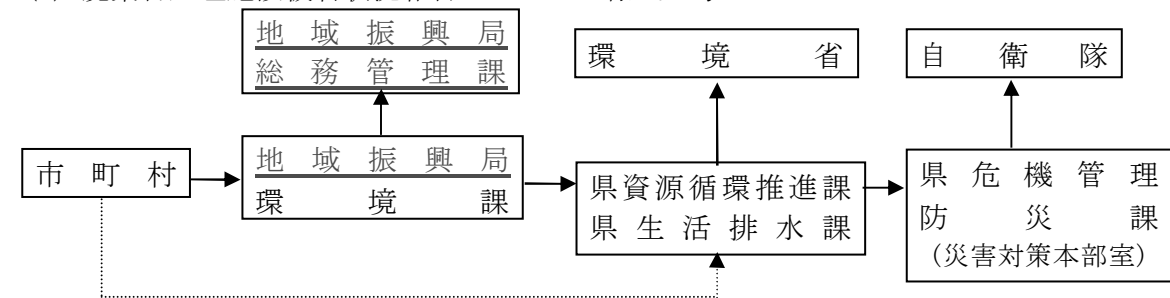 地域振興局
総務管理課
環境省
自衛隊
市町村
地域振興局
環境課
県資源循環推進課
県生活排水課
県危機管理
防災課
（災害対策本部室）